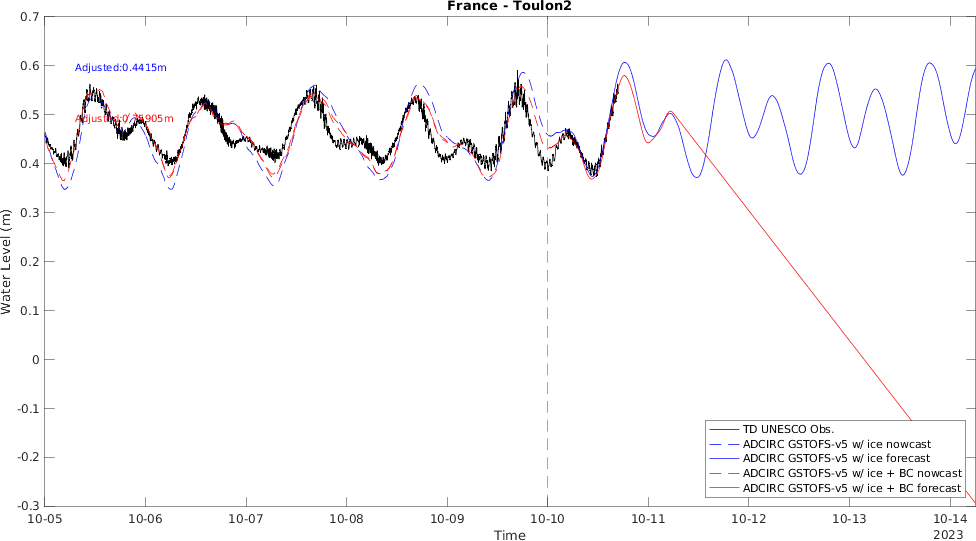 France - Toulon2
0.7
0.6
0.5
0.4
0.3
0.2
0.1
0
-0.1
-0.2
-0.3
Water Level (m)
Adjusted:0.4415m
TD UNESCO Obs.
ADCIRC GSTOFS-v5 w/ ice nowcast
ADCIRC GSTOFS-v5 w/ ice forecast
ADCIRC GSTOFS-v5 w/ ice + BC nowcast
ADCIRC GSTOFS-v5 w/ ice + BC forecast
10-05 10-06 10-07 10-08 10-09 10-10 10-11 10-12 10-13 10-14
Time
2023